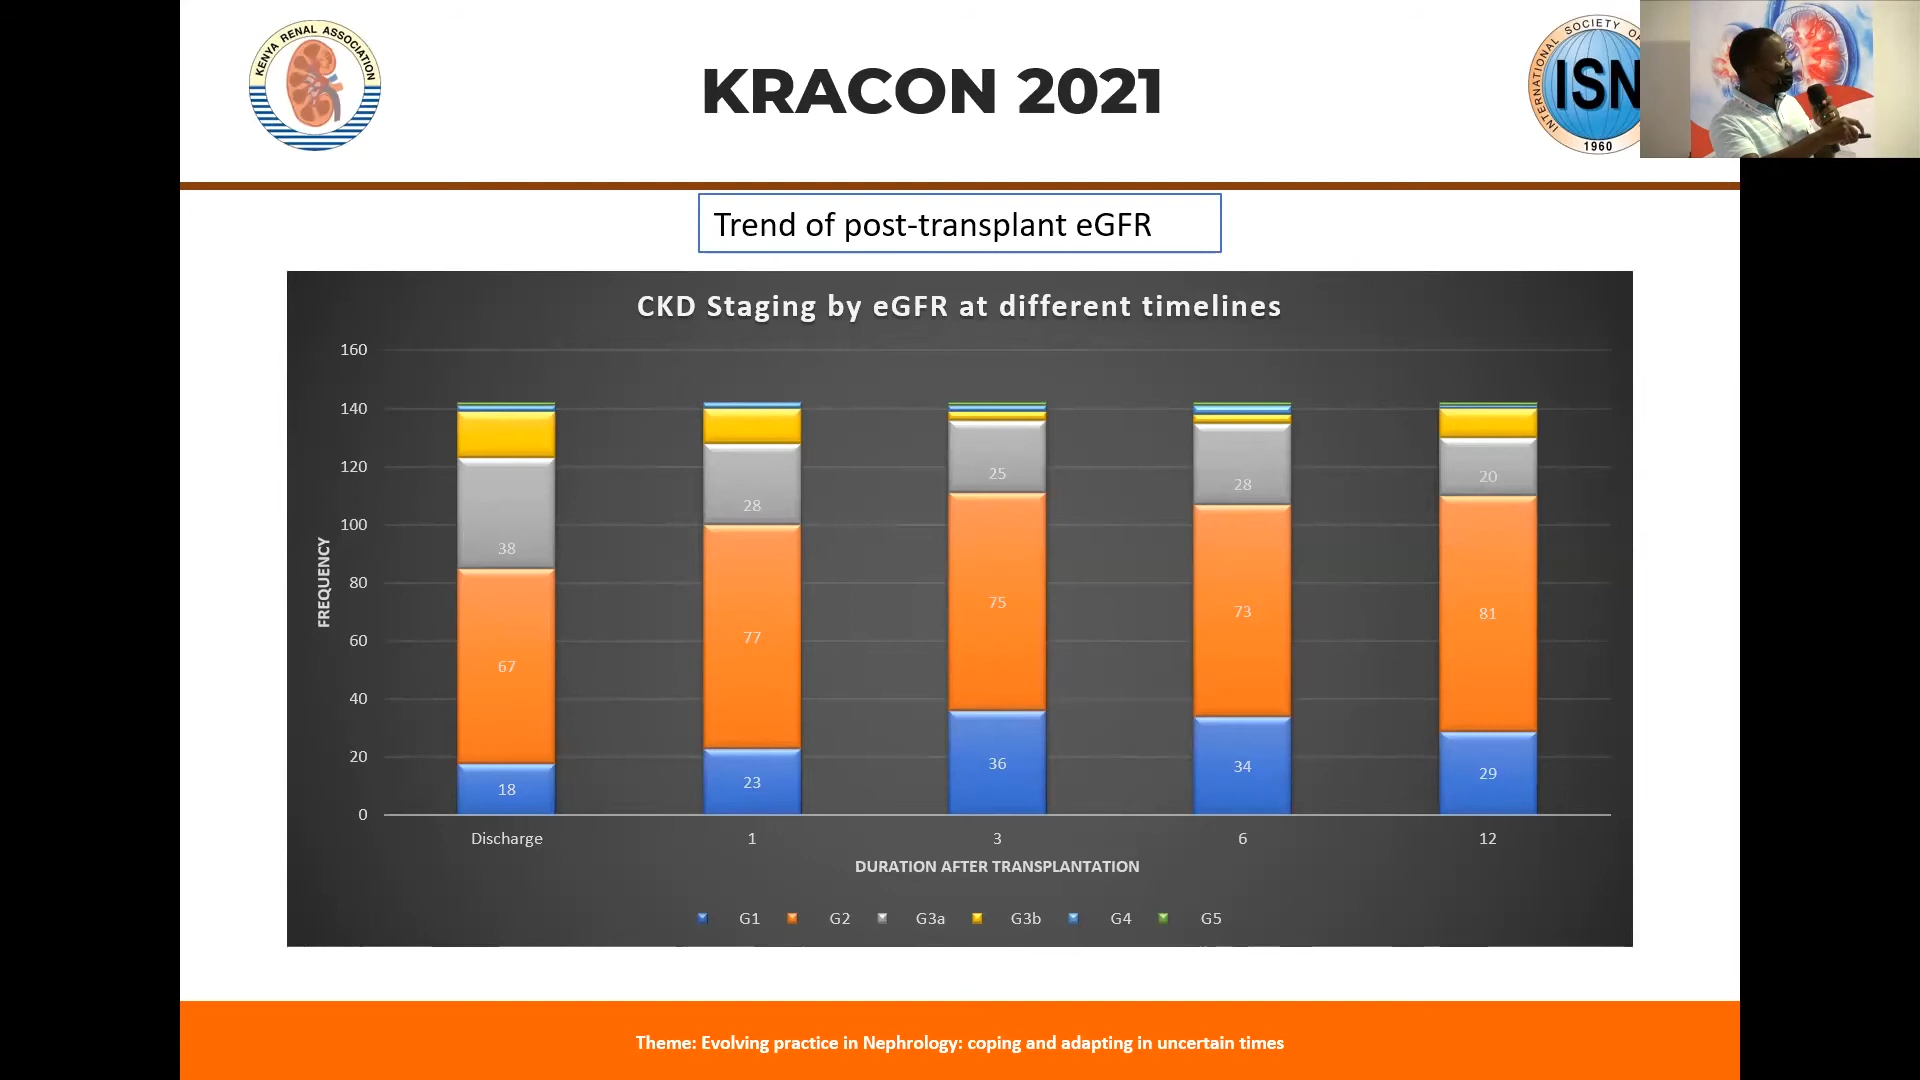 KENYA RENAL ASSOCIATION
KRACON 2021
INTERNATIONAL SOCIETY OF
ISN
1960
Trend of post-transplant eGFR
CKD Staging by eGFR at different timelines
FREQUENCY
160
140
120
100
80
60
40
20
0
38
67
18
28
77
23
25
75
36
28
73
34
20
81
29
Discharge 1 3 6 12
DURATION AFTER TRANSPLANTATION
G1 G2 G3a G3b G4 G5
Theme: Evolving practice in Nephrology: coping and adapting in uncertain times